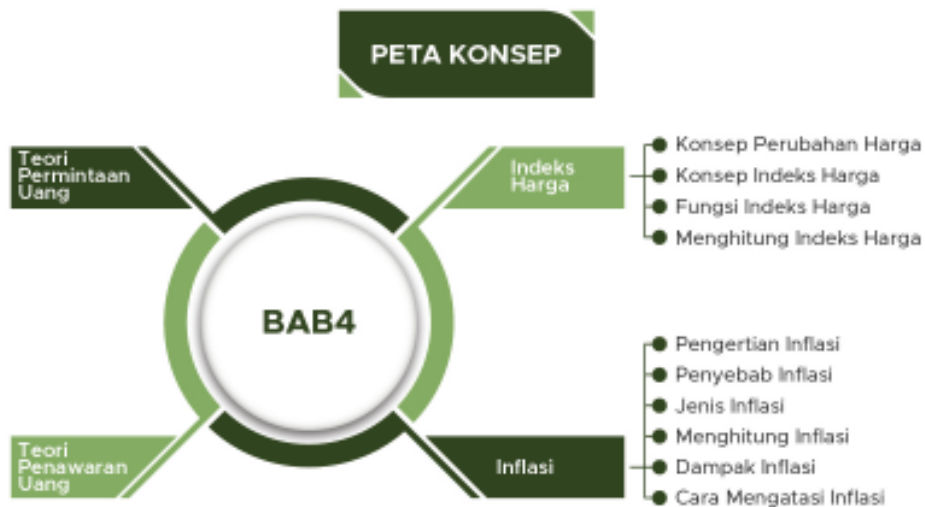 PETA KONSEP
Teori
Permintaan
Uang
Indeks
Harga
Konsep Perubahan Harga
Konsep Indeks Harga
Fungsi Indeks Harga
Menghitung Indeks Harga
BAB4
Teori
Penawaran
Uang
Inflasi
Pengertian Inflasi
Penyebab Inflasi
Jenis Inflasi
Menghitung Inflasi
Dampak Inflasi
Cara Mengatasi Inflasi